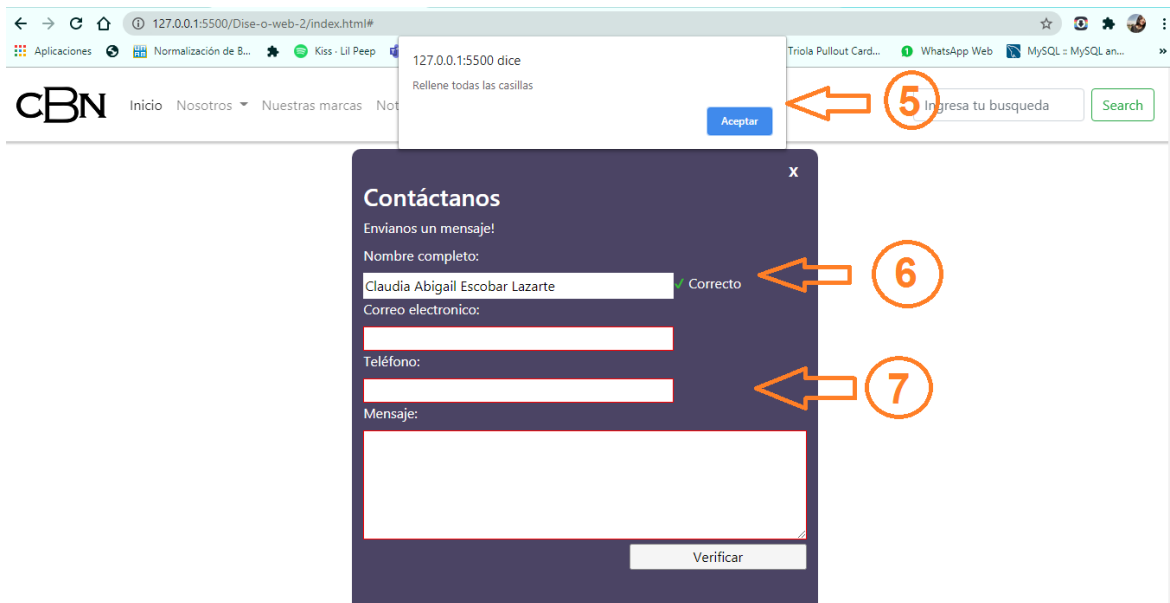 127.0.0.1:5500/Dise-o-web-2/index.html#
Aplicaciones Normalización de B... Kiss - Lil Peep Triola Pullout Card... WhatsApp Web MySQL :: MySQL an... »
127.0.0.1:5500 dice
Rellene todas las casillas
Aceptar
5
CBN Inicio Nosotros Nuestras marcas Not Ingresa tu busqueda Search
x
Contáctanos
Envianos un mensaje!
Nombre completo:
Claudia Abigail Escobar Lazarte Correcto
6
Correo electronico:
Teléfono:
7
Mensaje:
Verificar